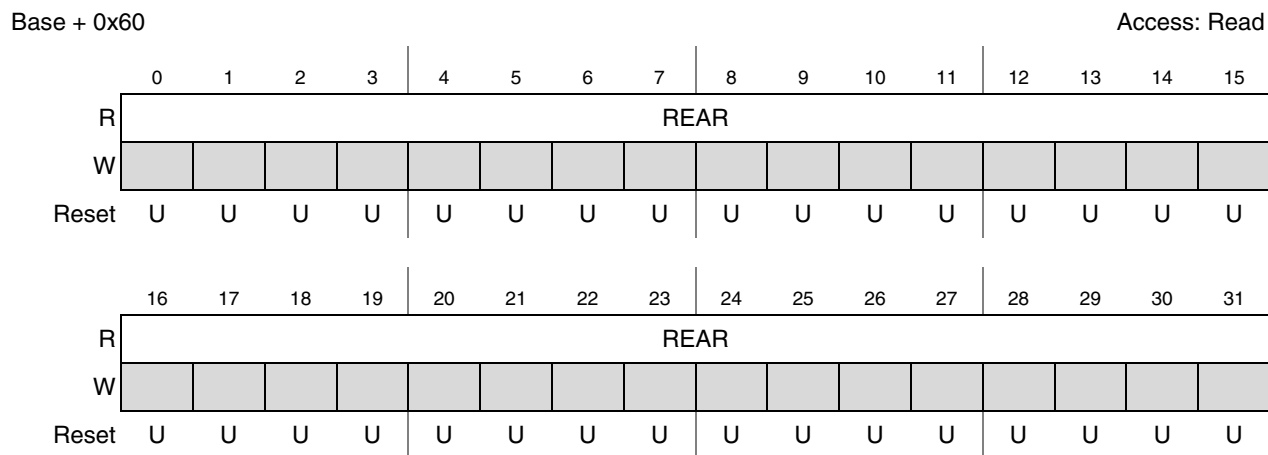 Base + 0x60 Access: Read
0 1 2 3 4 5 6 7 8 9 10 11 12 13 14 15
R REAR
W
Reset U U U U U U U U U U U U U U U U
16 17 18 19 20 21 22 23 24 25 26 27 28 29 30 31
R REAR
W
Reset U U U U U U U U U U U U U U U U